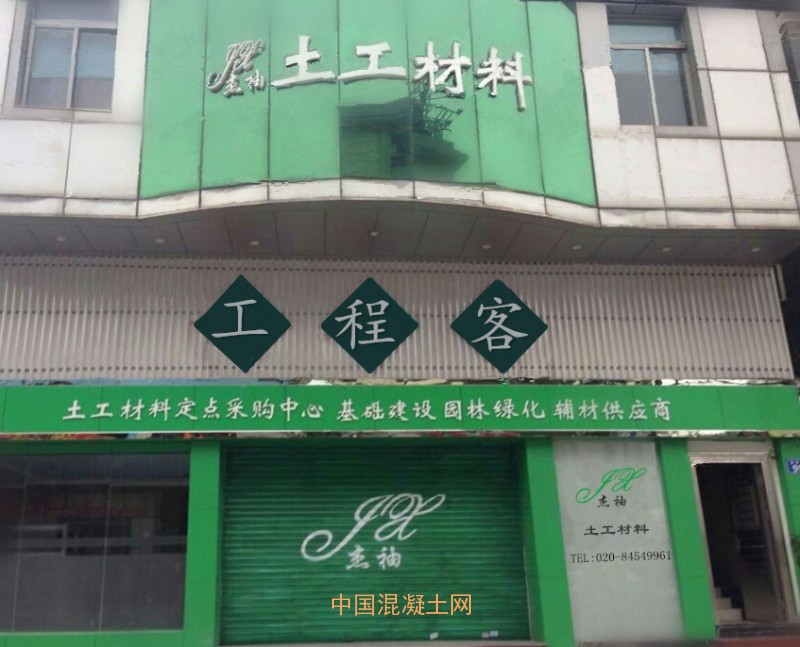 JX 杰袖 土工材料
工程客
土工材料定点采购中心 基础建设 园林绿化 辅材供应商
JX
杰袖
JX
杰袖
土工材料
TEL:020-84549961
中国混凝土网